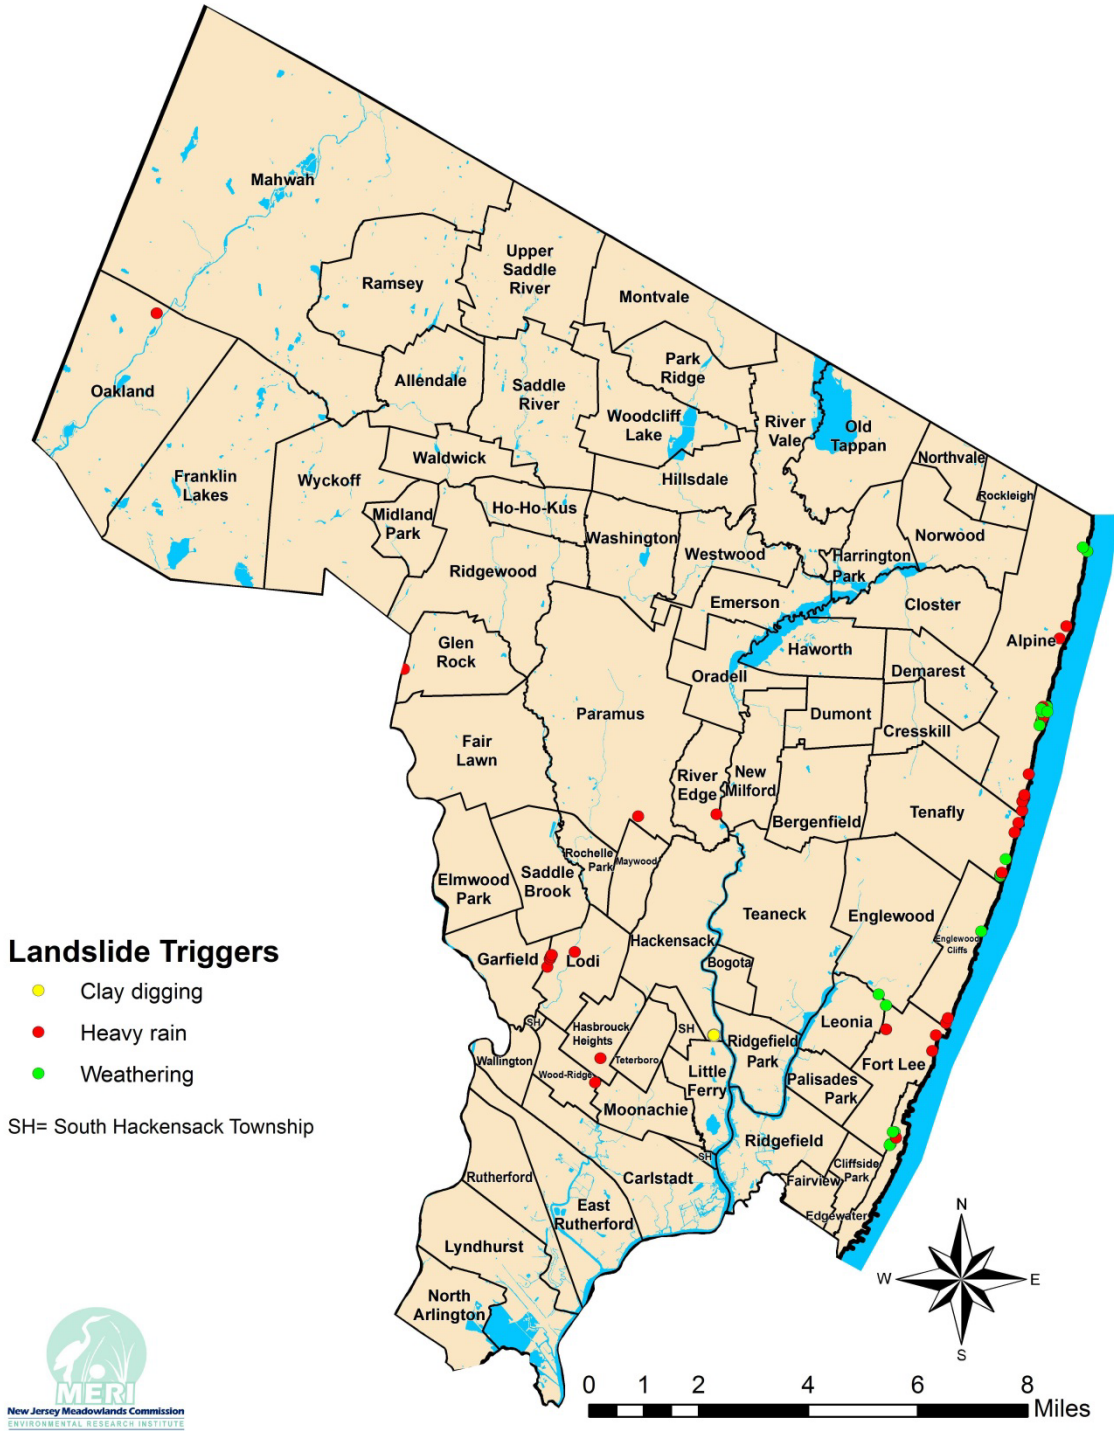 Mahwah
Upper
Saddle
River
Ramsey
Montvale
Park
Ridge
Oakland
Allendale
Saddle
River
Woodcliff
Lake
River
Vale
Old
Tappan
Northvale
Rockleigh
Franklin
Lakes
Wyckoff
Waldwick
Hillsdale
Midland
Park
Ho-Ho-Kus
Washington
Westwood
Harrington
Park
Norwood
Ridgewood
Emerson
Closter
Glen
Rock
Oradell
Haworth
Demarest
Alpine
Paramus
Dumont
Cresskill
Fair
Lawn
River
Edge
New
Milford
Bergenfield
Tenafly
Elmwood
Park
Saddle
Brook
Rochelle
Park
Maywood
Teaneck
Englewood
Hackensack
Englewood
Cliffs
Garfield
Lodi
Bogota
Leonia
SH
Hasbrouck
Heights
SH
Teterboro
Ridgefield
Park
Fort Lee
Wallington
Wood-Ridge
Little
Ferry
Palisades
Park
Moonachie
Ridgefield
Cliffside
Park
SH
Rutherford
Carlstadt
Fairview
East
Rutherford
Edgewater
Lyndhurst
North
Arlington
Landslide Triggers
Clay digging
Heavy rain
Weathering
SH= South Hackensack Township
N
W
E
S
0 1 2 4 6 8
Miles
MERI
New Jersey Meadowlands Commission
ENVIRONMENTAL RESEARCH INSTITUTE